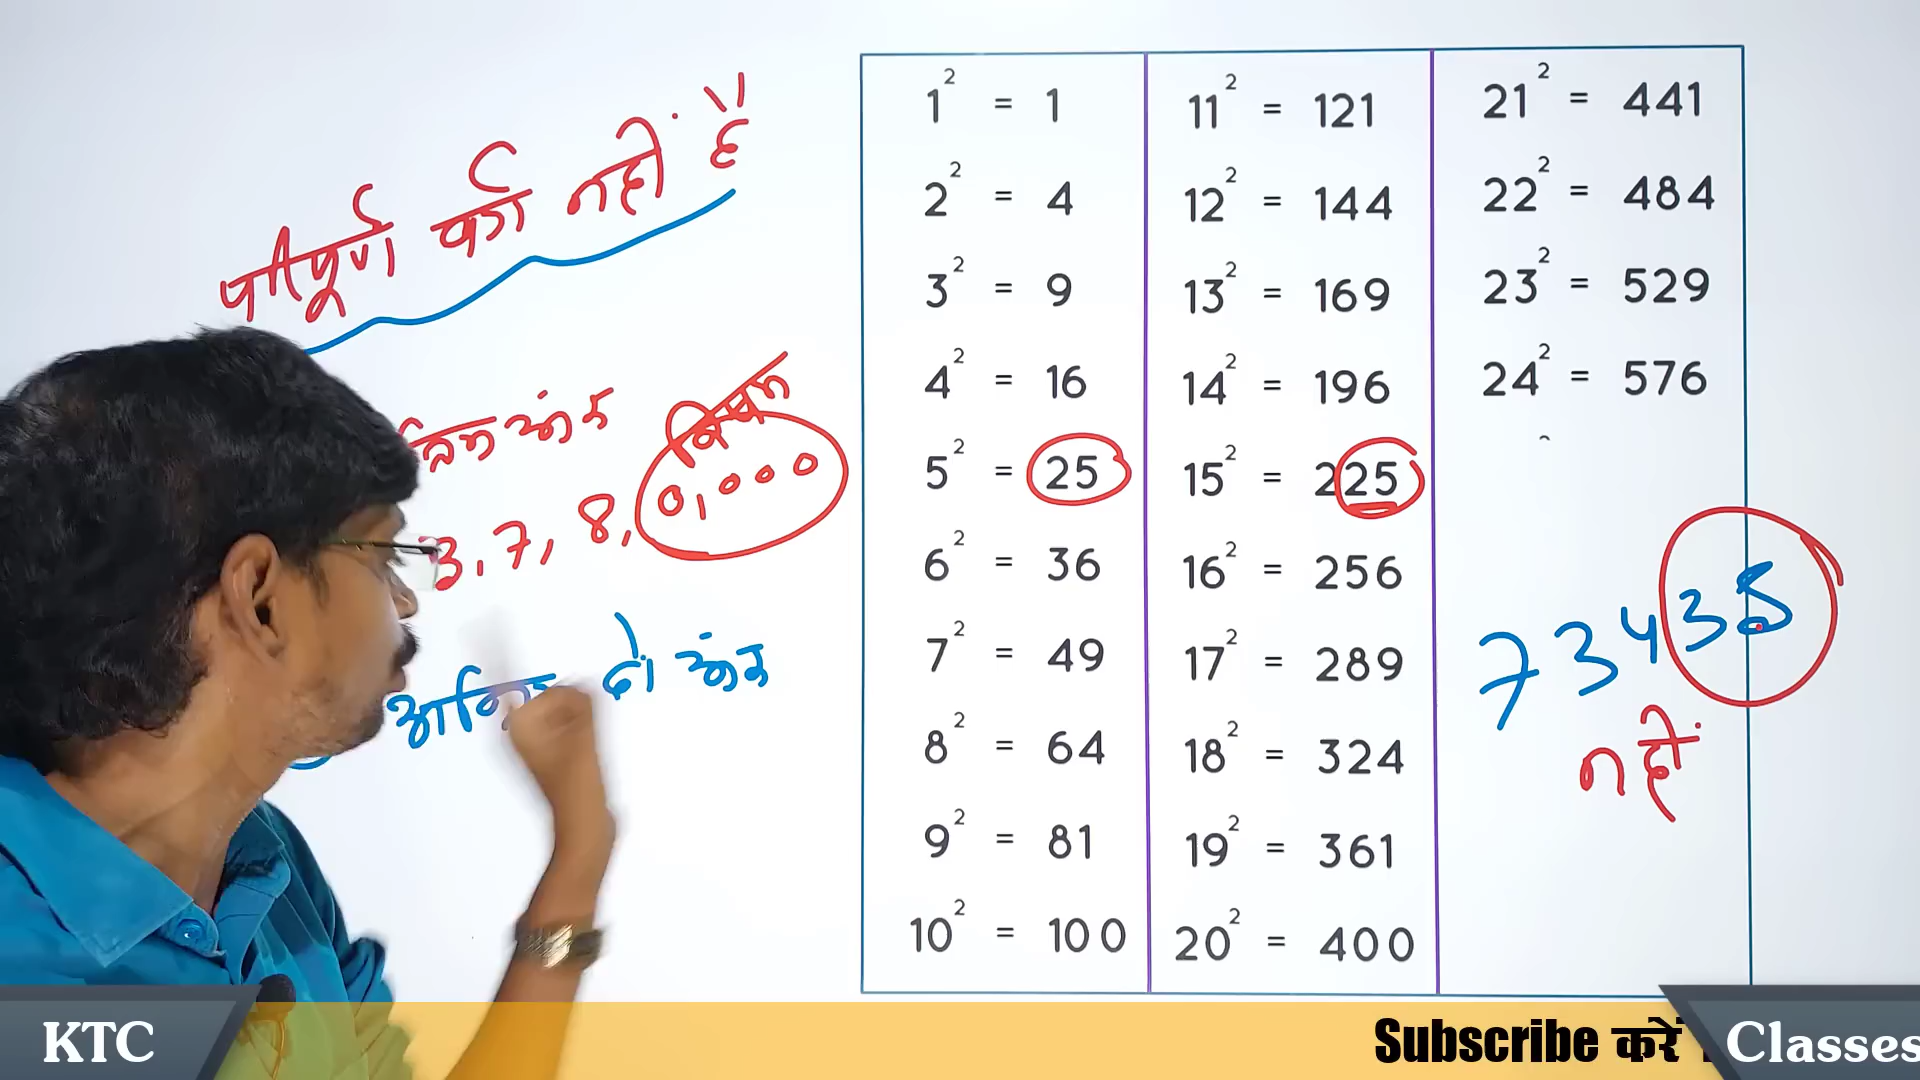 परिपूर्ण वर्ग नहीं है
अंक
3, 7, 8, 0,000
विषम
दो अंक
1² = 1
2² = 4
3² = 9
4² = 16
5² = 25
6² = 36
7² = 49
8² = 64
9² = 81
10² = 100
11² = 121
12² = 144
13² = 169
14² = 196
15² = 225
16² = 256
17² = 289
18² = 324
19² = 361
20² = 400
21² = 441
22² = 484
23² = 529
24² = 576
73435
नहीं
KTC
Subscribe करें
Classes